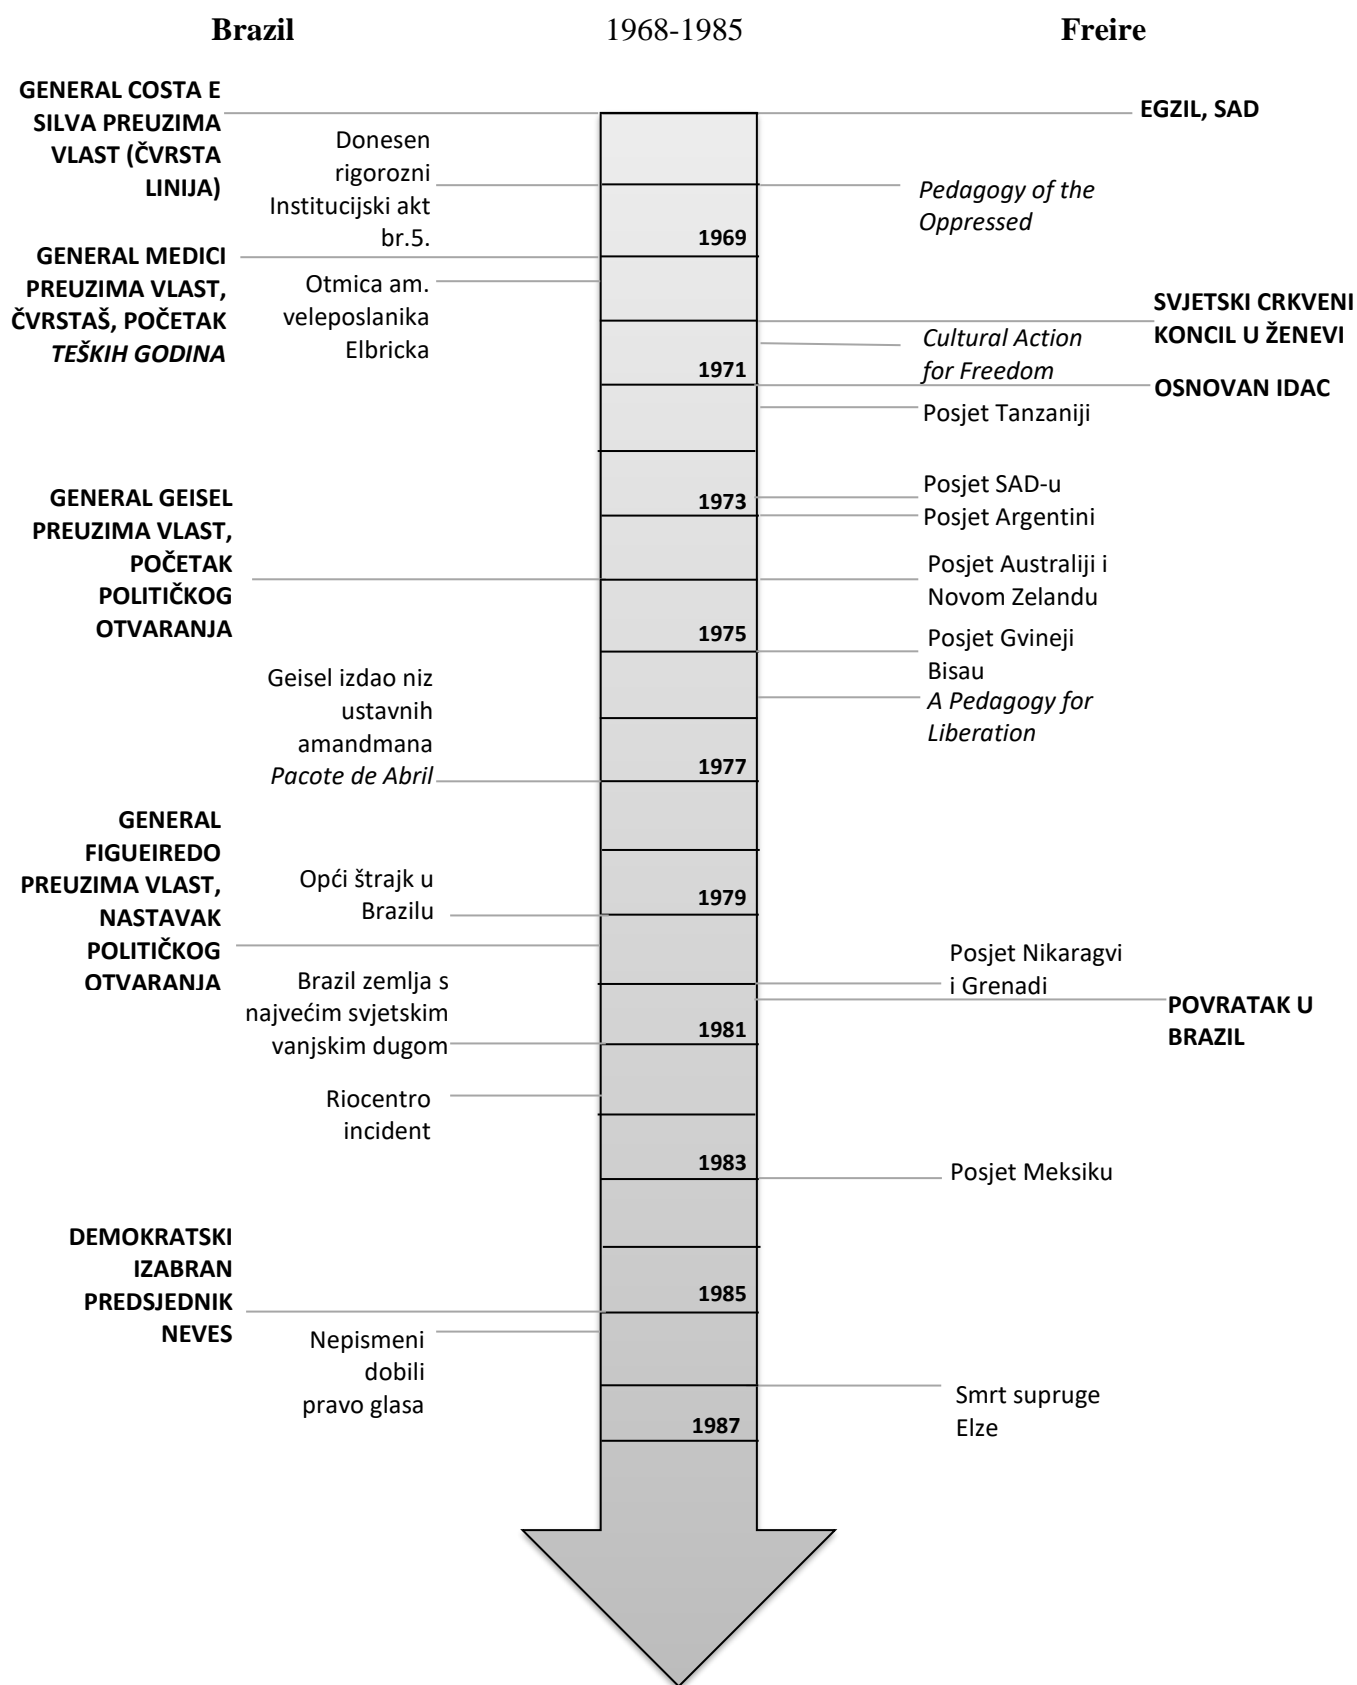 Brazil
1968-1985
Freire
GENERAL COSTA E
SILVA PREUZIMA
VLAST (ČVRSTA
LINIJA)
EGZIL, SAD
Donesen
rigorozni
Institucijski akt
br.5.
Pedagogy of the
Oppressed
1969
GENERAL MEDICI
PREUZIMA VLAST,
ČVRSTAŠ, POČETAK
TEŠKIH GODINA
Otmica am.
veleposlanika
Elbricka
SVJETSKI CRKVENI
KONCIL U ŽENEVI
Cultural Action
for Freedom
1971
OSNOVAN IDAC
Posjet Tanzaniji
GENERAL GEISEL
PREUZIMA VLAST,
POČETAK
POLITIČKOG
OTVARANJA
1973
Posjet SAD-u
Posjet Argentini
Posjet Australiji i
Novom Zelandu
1975
Posjet Gvineji
Bisau
Geisel izdao niz
ustavnih
amandmana
Pacote de Abril
A Pedagogy for
Liberation
1977
GENERAL
FIGUEIREDO
PREUZIMA VLAST,
NASTAVAK
POLITIČKOG
OTVARANJA
Opći štrajk u
Brazilu
1979
Posjet Nikaragvi
i Grenadi
Brazil zemlja s
najvećim svjetskim
vanjskim dugom
1981
POVRATAK U
BRAZIL
Riocentro
incident
1983
Posjet Meksiku
DEMOKRATSKI
IZABRAN
PREDSJEDNIK
NEVES
1985
Nepismeni
dobili
pravo glasa
Smrt supruge
Elze
1987